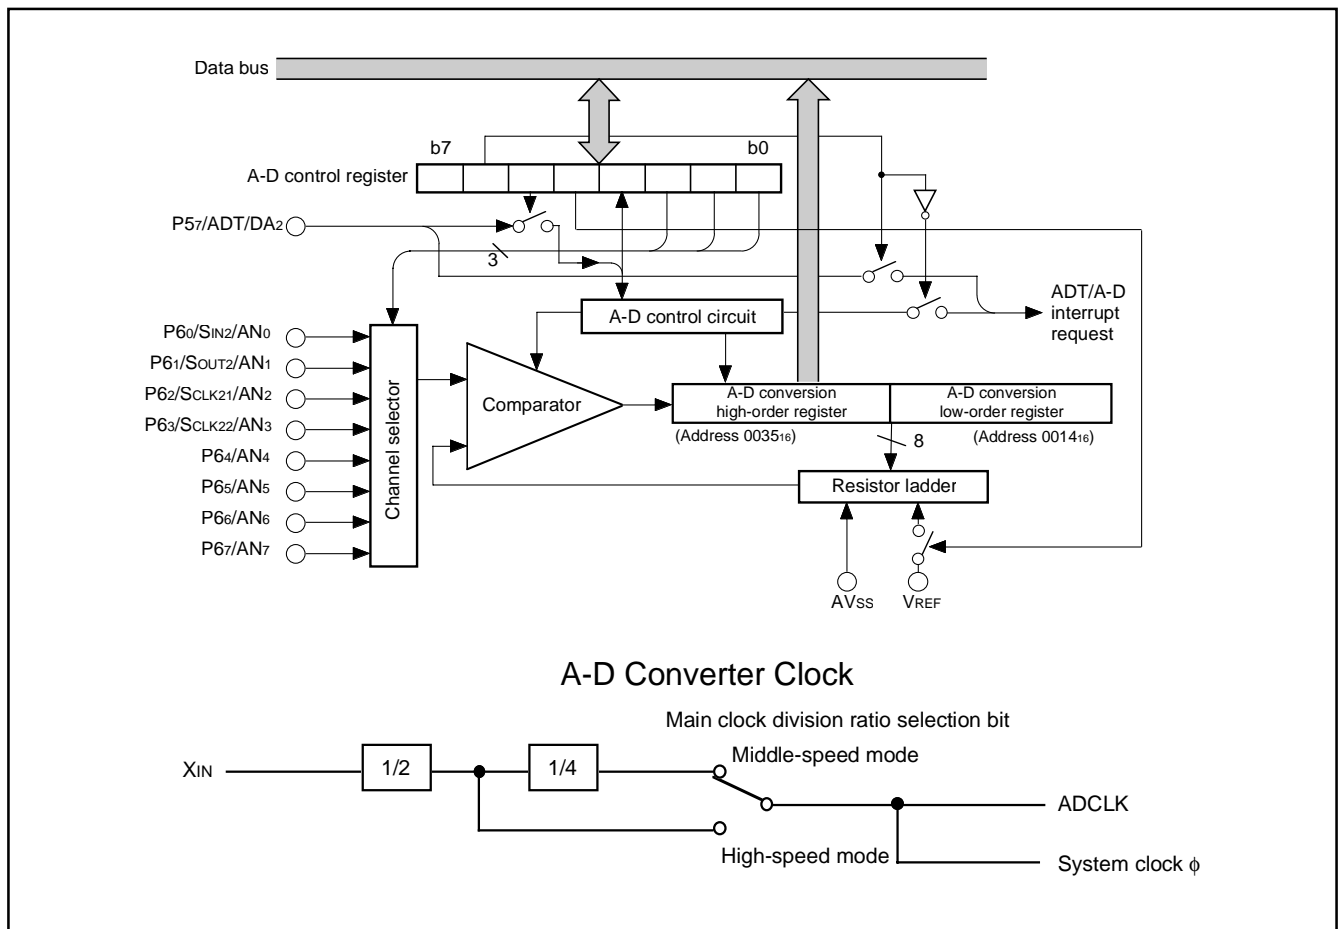 Data bus
b7 b0
A-D control register
P57/ADT/DA2
3
ADT/A-D
interrupt
request
A-D control circuit
P60/SIN2/AN0
P61/SOUT2/AN1
P62/SCLK21/AN2
P63/SCLK22/AN3
P64/AN4
P65/AN5
P66/AN6
P67/AN7
Channel selector
Comparator
A-D conversion
high-order register
A-D conversion
low-order register
(Address 003516)
8
(Address 001416)
Resistor ladder
AVSS
VREF
A-D Converter Clock
Main clock division ratio selection bit
Middle-speed mode
XIN
1/2
1/4
ADCLK
High-speed mode
System clock ϕ